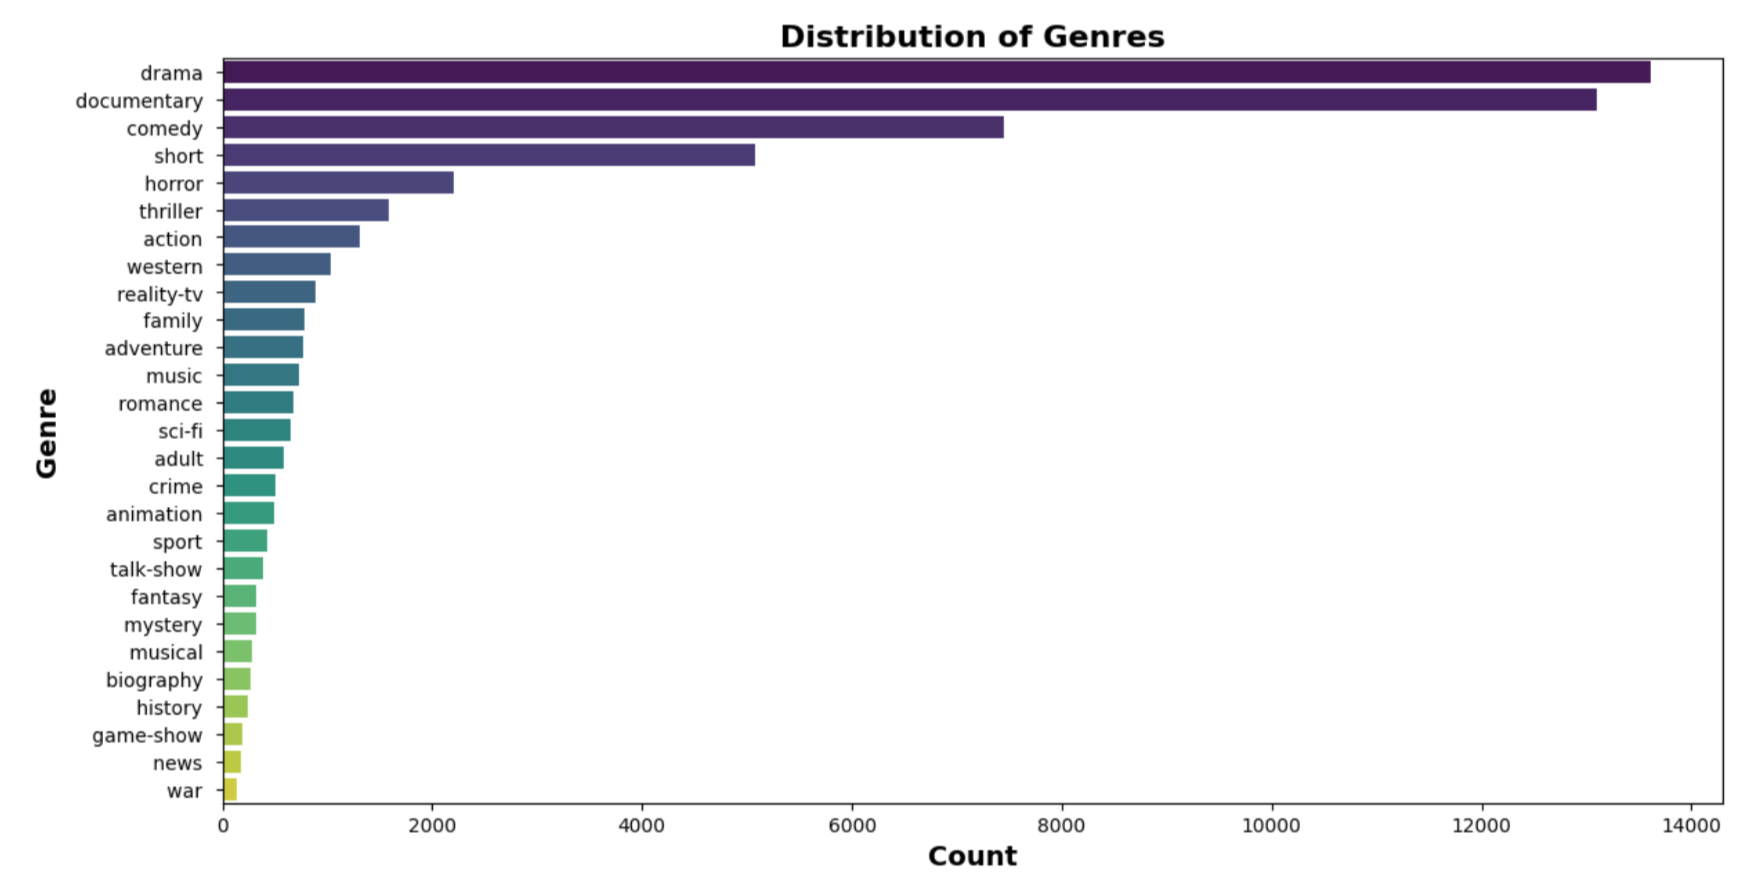 Distribution of Genres
drama
documentary
comedy
short
horror
thriller
action
western
reality-tv
family
adventure
music
romance
sci-fi
adult
crime
animation
sport
talk-show
fantasy
mystery
musical
biography
history
game-show
news
war
Genre
0 2000 4000 6000 8000 10000 12000 14000
Count